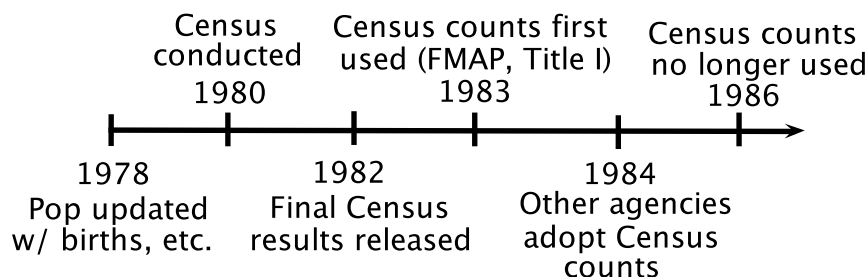 Census
conducted
1980
Census counts first
used (FMAP, Title I)
1983
Census counts
no longer used
1986
1978
Pop updated
w/ births, etc.
1982
Final Census
results released
1984
Other agencies
adopt Census
counts